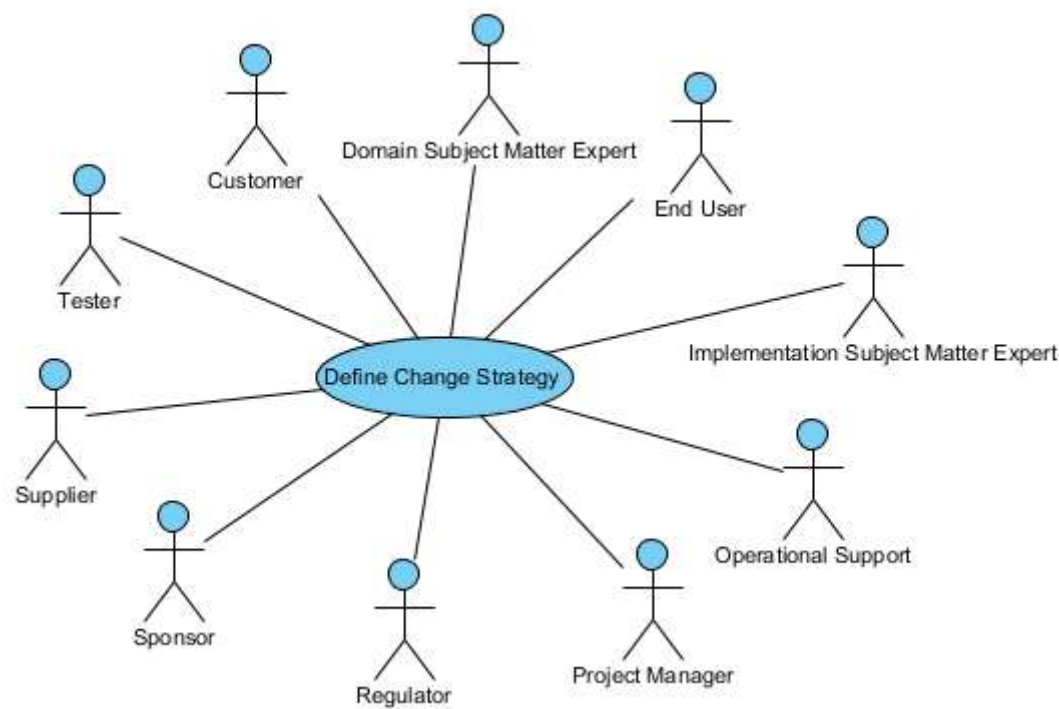 Domain Subject Matter Expert
Customer
End User
Tester
Implementation Subject Matter Expert
Define Change Strategy
Supplier
Operational Support
Sponsor
Project Manager
Regulator